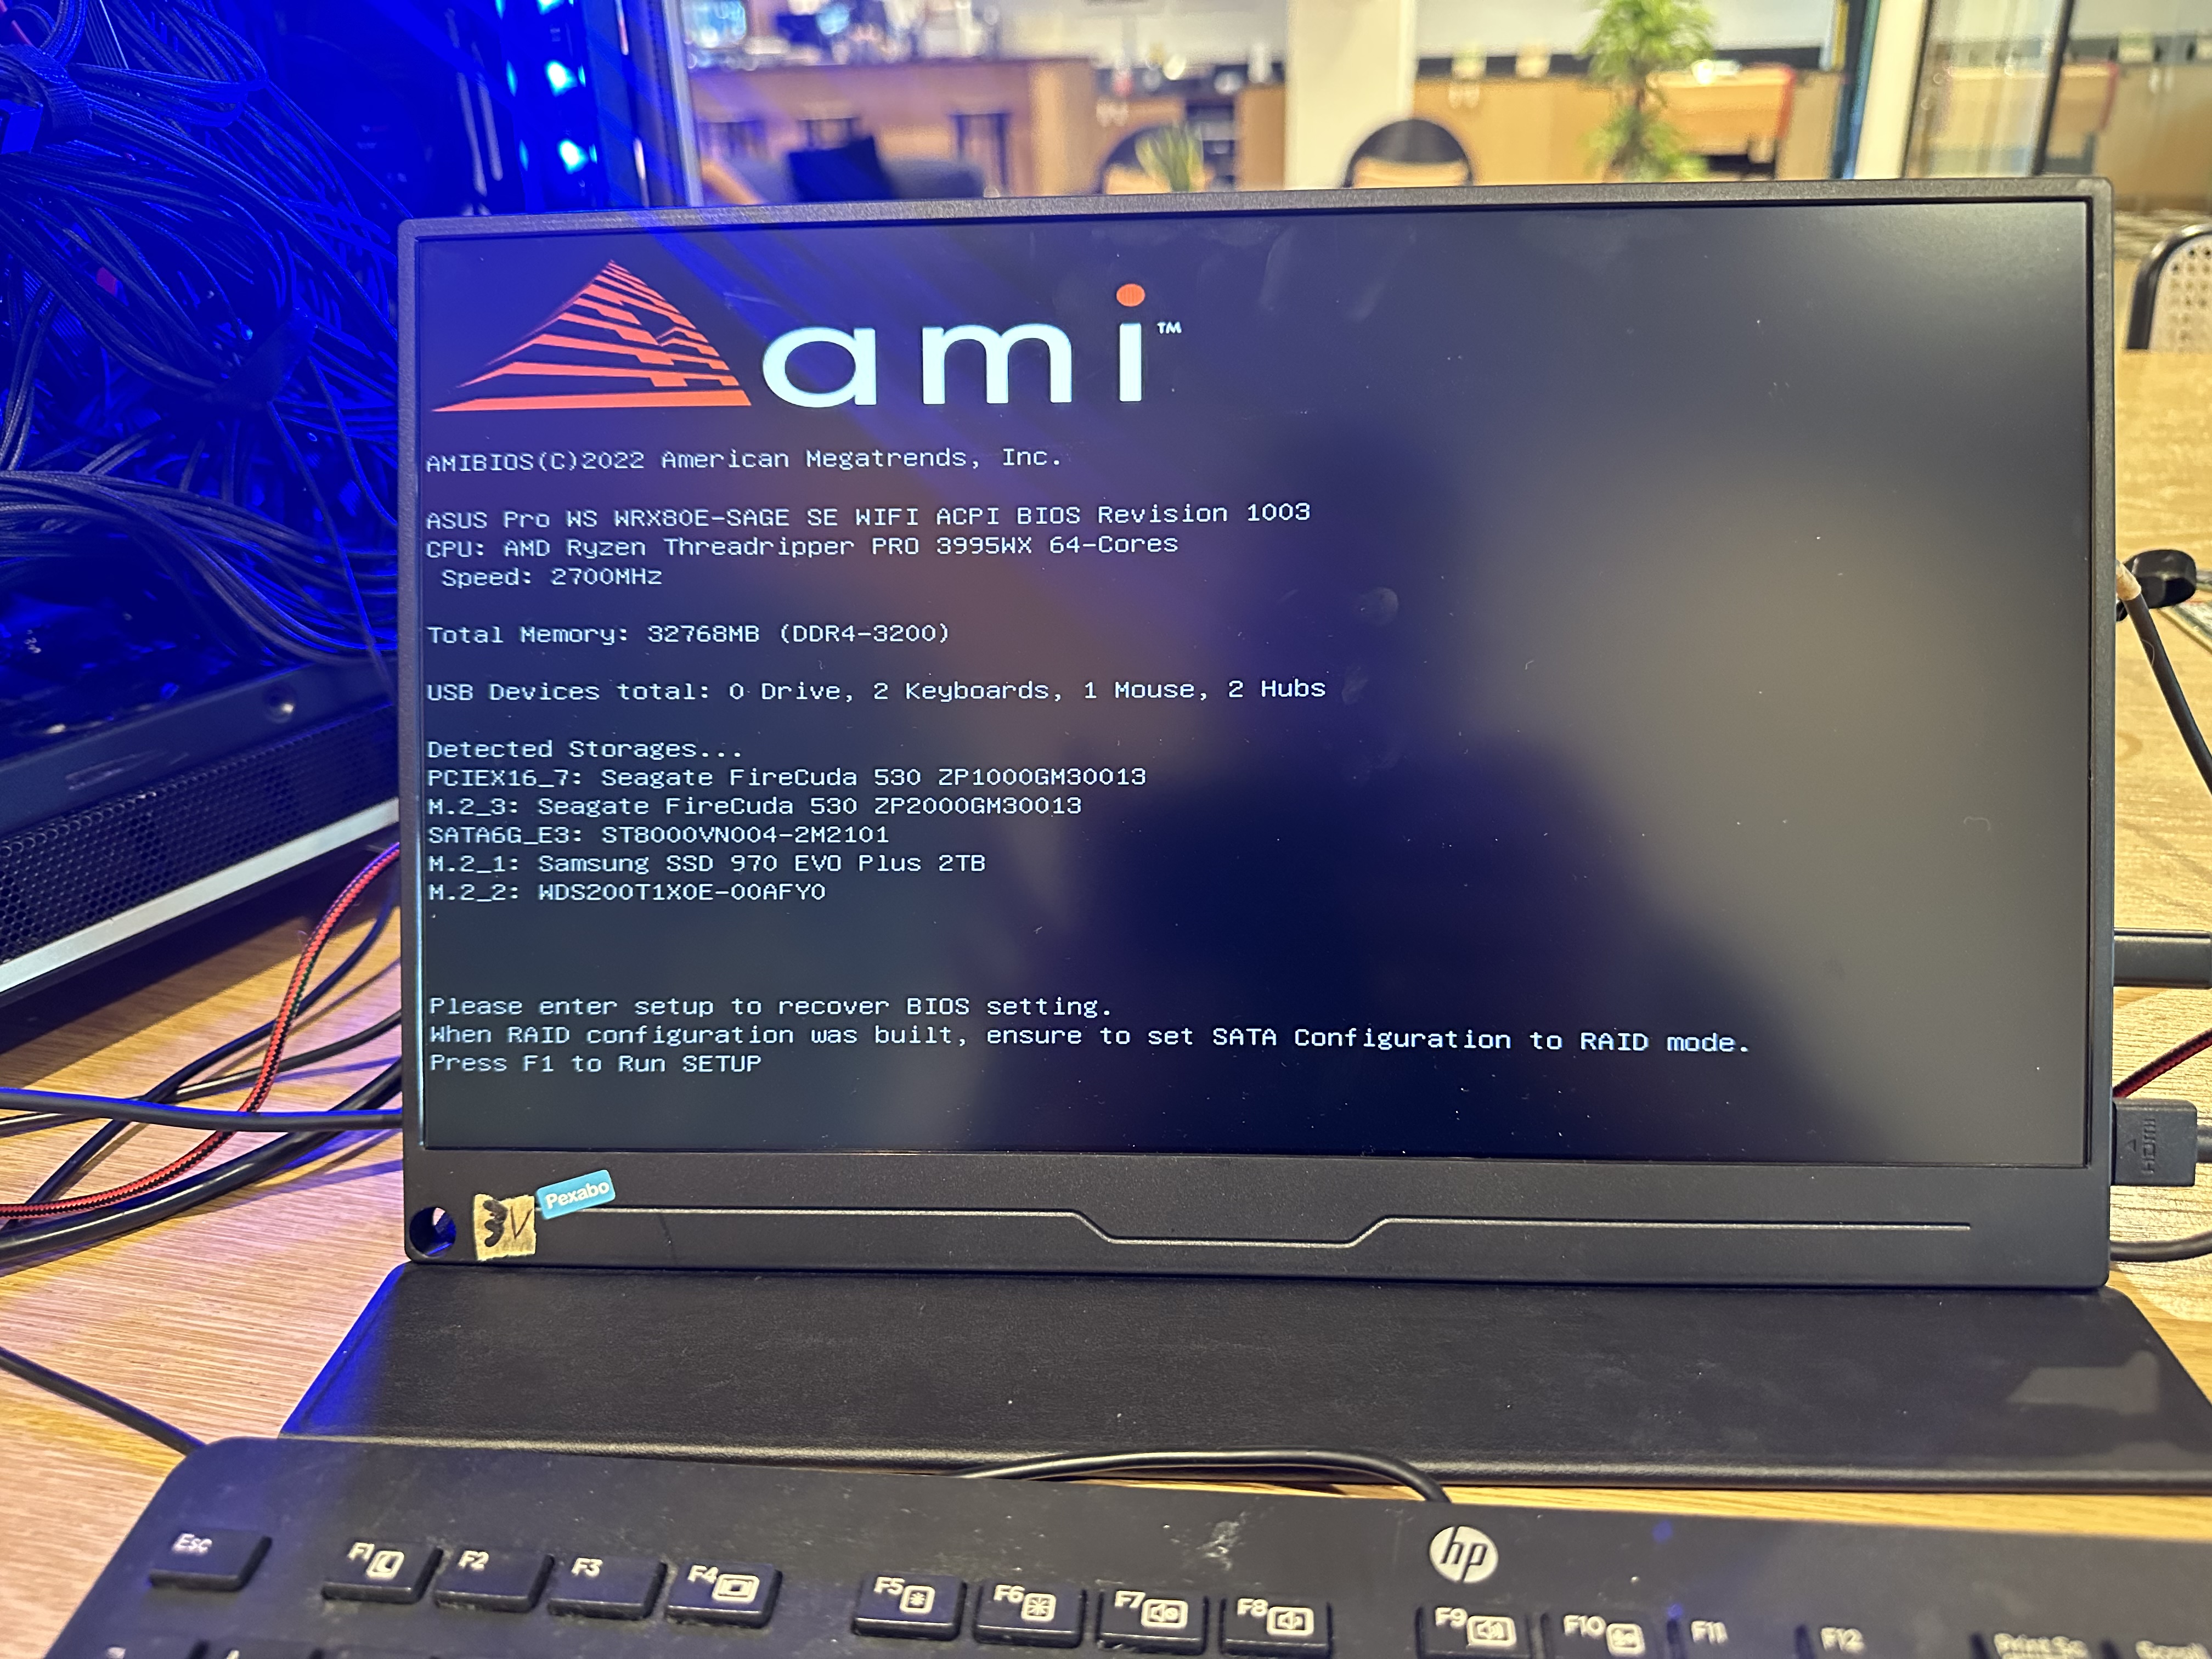 ami™
AMIBIOS(C)2022 American Megatrends, Inc.
ASUS Pro WS WRX80E-SAGE SE WIFI ACPI BIOS Revision 1003
CPU: AMD Ryzen Threadripper PRO 3995WX 64-Cores
Speed: 2700MHz
Total Memory: 32768MB (DDR4-3200)
USB Devices total: 0 Drive, 2 Keyboards, 1 Mouse, 2 Hubs
Detected Storages...
PCIEX16_7: Seagate FireCuda 530 ZP1000GM30013
M.2_3: Seagate FireCuda 530 ZP2000GM30013
SATA6G_E3: ST8000VN004-2M2101
M.2_1: Samsung SSD 970 EVO Plus 2TB
M.2_2: WDS200T1X0E-00AFY0
Please enter setup to recover BIOS setting.
When RAID configuration was built, ensure to set SATA Configuration to RAID mode.
Press F1 to Run SETUP
HDMI
Pexabo
hp
Esc F1 F2 F3 F4 F5 F6 F7 F8 F9 F10 F11 F12